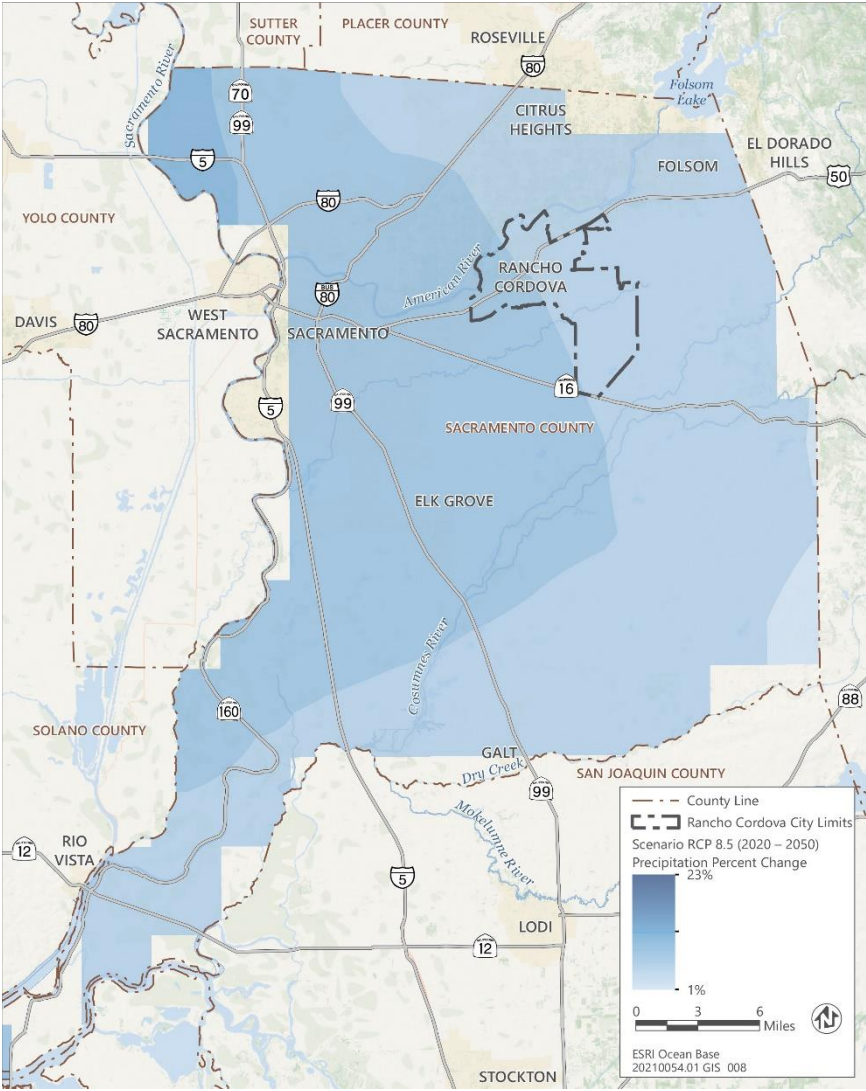 SUTTER
COUNTY
PLACER COUNTY
ROSEVILLE
80
Sacramento River
70
99
Folsom
Lake
CITRUS
HEIGHTS
EL DORADO
HILLS
5
FOLSOM
50
80
YOLO COUNTY
American River
RANCHO
CORDOVA
BUS
80
DAVIS
80
WEST
SACRAMENTO
SACRAMENTO
16
5
99
SACRAMENTO COUNTY
ELK GROVE
Cosumnes River
160
88
SOLANO COUNTY
GALT
Dry Creek
SAN JOAQUIN COUNTY
99
Mokelumne River
RIO
VISTA
12
5
LODI
12
STOCKTON
County Line
Rancho Cordova City Limits
Scenario RCP 8.5 (2020 – 2050)
Precipitation Percent Change
23%
1%
0 3 6
Miles
N
ESRI Ocean Base
20210054.01 GIS 008